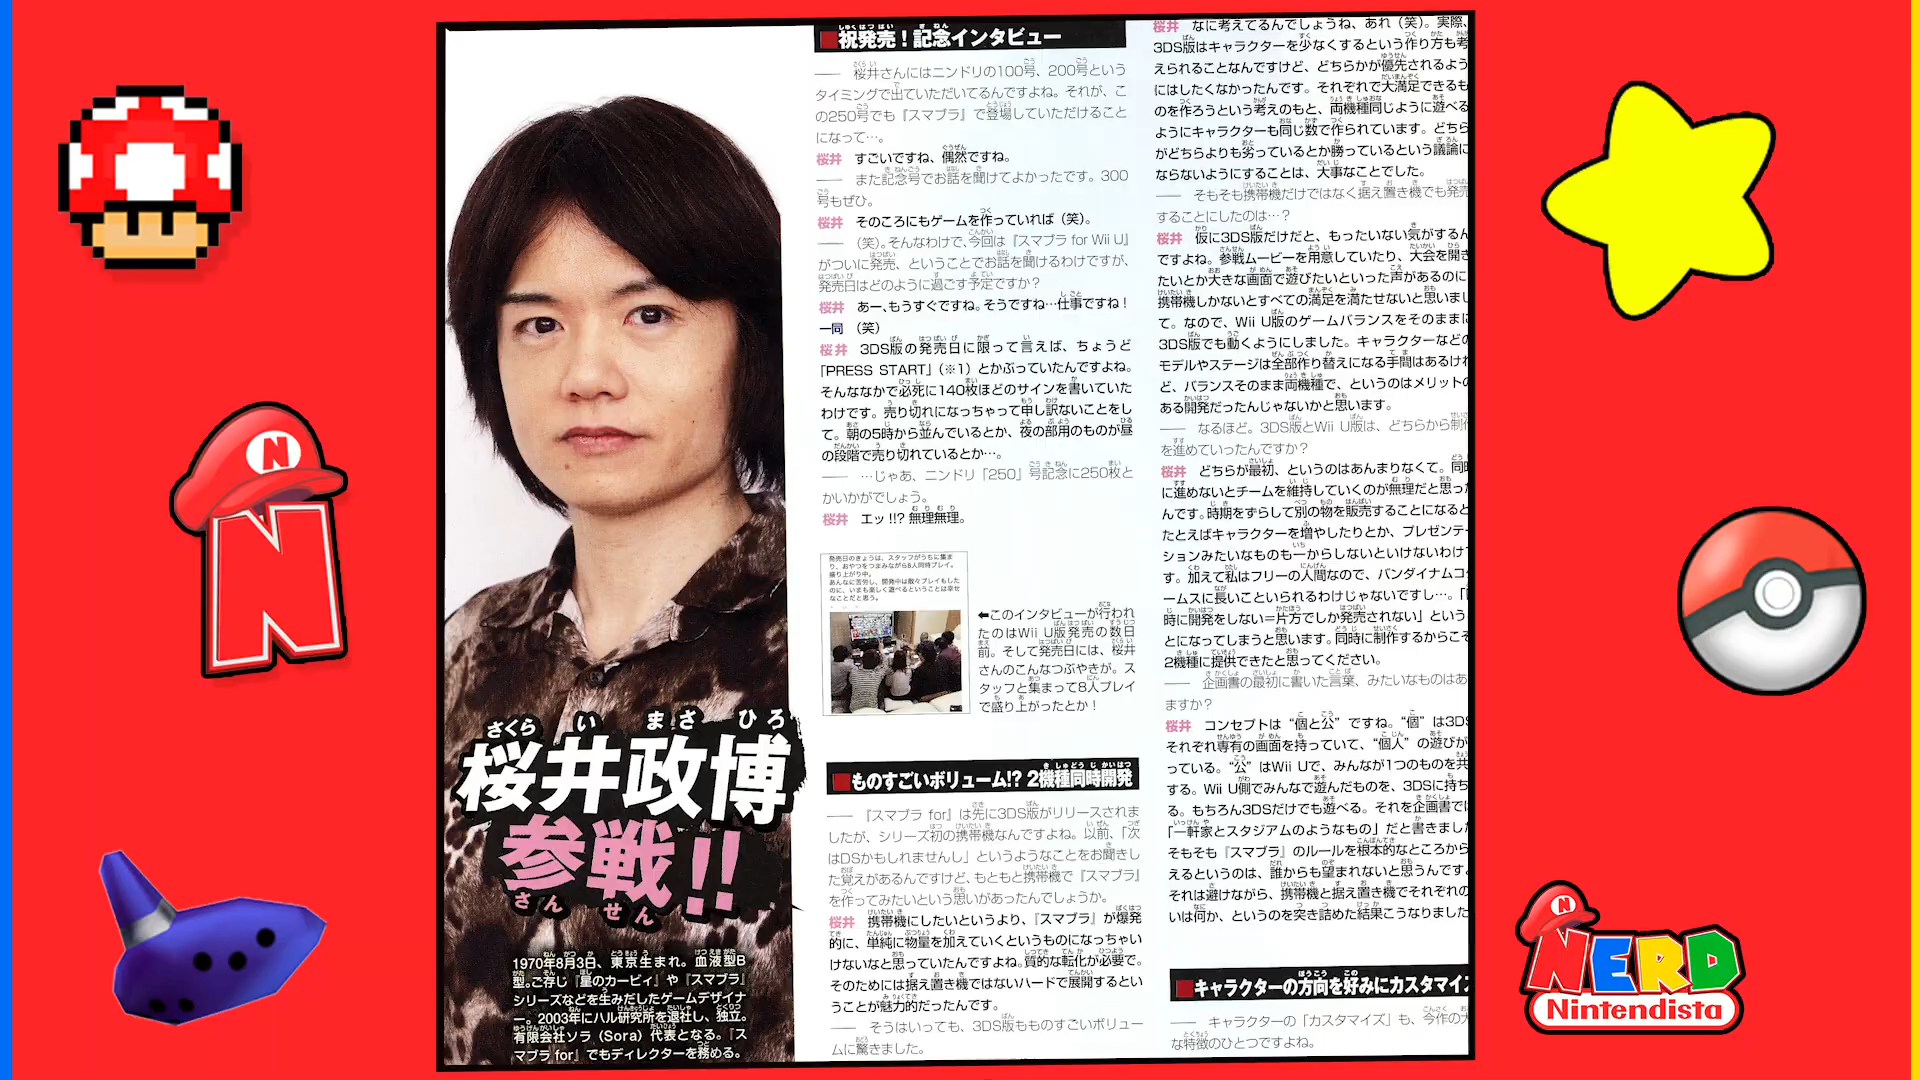 N
さくらいまさひろ
桜井政博
参戦!!
さんせん
1970年8月3日、東京生まれ。血液型B
型。ご存じ『星のカービィ』や『スマブラ』
シリーズなどを生みだしたゲームデザイナ
ー。2003年にハル研究所を退社し、独立。
有限会社ソラ（Sora）代表となる。『ス
マブラ for』でもディレクターを務める。
■祝発売！記念インタビュー
―― 桜井さんにはニンドリの100号、200号という
タイミングで出ていただいてるんですよね。それが、こ
の250号でも『スマブラ』で登場していただけること
になって…。
桜井 すごいですね、偶然ですね。
―― また記念号でお話を聞けてよかったです。300
号もぜひ。
桜井 そのころにもゲームを作っていれば（笑）。
―― （笑）。そんなわけで、今回は『スマブラ for Wii U』
がついに発売、ということでお話を聞けるわけですが、
発売日はどのように過ごす予定ですか？
桜井 あー、もうすぐですね。そうですね…仕事ですね！
一同 （笑）
桜井 3DS版の発売日に限って言えば、ちょうど
「PRESS START」（※1）とかぶっていたんですよね。
そんななかで必死に140枚ほどのサインを書いていた
わけです。売り切れになっちゃって申し訳ないことをし
て。朝の5時から並んでいるとか、夜の部用のものが昼
の段階で売り切れているとか…。
―― …じゃあ、ニンドリ「250」号記念に250枚と
かいかがでしょう。
桜井 エッ!!? 無理無理。
発売日のきょうは、スタッフがうちに集ま
り、おやつをつまみながら8人同時プレイ。
盛り上がり中。
あんなに苦労し、開発中は散々プレイもした
のに、いまも楽しく遊べるということは幸せ
なことだと思う。
⬅このインタビューが行われ
たのはWii U版発売の数日
前。そして発売日には、桜井
さんのこんなつぶやきが。ス
タッフと集まって8人プレイ
で盛り上がったとか！
■ものすごいボリューム!? 2機種同時開発
―― 『スマブラ for』は先に3DS版がリリースされま
したが、シリーズ初の携帯機なんですよね。以前、「次
はDSかもしれませんし」というようなことをお聞きし
た覚えがあるんですけど、もともと携帯機で『スマブラ』
を作ってみたいという思いがあったんでしょうか。
桜井 携帯機にしたいというより、『スマブラ』が爆発
的に、単純に物量を加えていくというものになっちゃい
けないなと思っていたんですよね。質的な転化が必要で。
そのためには据え置き機ではないハードで展開するとい
うことが魅力的だったんです。
―― そうはいっても、3DS版もものすごいボリュー
ムに驚きました。
桜井 なに考えてるんでしょうね、あれ（笑）。実際、
3DS版はキャラクターを少なくするという作り方も考
えられることなんですけど、どちらかが優先されるよう
にはしたくなかったんです。それぞれで大満足できるも
のを作ろうという考えのもと、両機種同じように遊べる
ようにキャラクターも同じ数で作られています。どちら
がどちらよりも劣っているとか勝っているという議論に
ならないようにすることは、大事なことでした。
―― そもそも携帯機だけではなく据え置き機でも発売
することにしたのは…？
桜井 仮に3DS版だけだと、もったいない気がするん
ですよね。参戦ムービーを用意していたり、大会を開き
たいとか大きな画面で遊びたいといった声があるのに
携帯機しかないとすべての満足を満たせないと思いまし
て。なので、Wii U版のゲームバランスをそのままに
3DS版でも動くようにしました。キャラクターなどの
モデルやステージは全部作り替えになる手間はあるけれ
ど、バランスそのまま両機種で、というのはメリットの
ある開発だったんじゃないかと思います。
―― なるほど。3DS版とWii U版は、どちらから制作
を進めていったんですか？
桜井 どちらが最初、というのはあんまりなくて。同時
に進めないとチームを維持していくのが無理だと思った
んです。時期をずらして別の物を販売することになると
たとえばキャラクターを増やしたりとか、プレゼンテー
ションみたいなものも一からしないといけないわけで
す。加えて私はフリーの人間なので、バンダイナムコゲ
ームスに長いこといられるわけじゃないですし…。「同
時に開発をしない＝片方でしか発売されない」というこ
とになってしまうと思います。同時に制作するからこそ
2機種に提供できたと思ってください。
―― 企画書の最初に書いた言葉、みたいなものはあり
ますか？
桜井 コンセプトは“個と公”ですね。“個”は3DS
それぞれ専有の画面を持っていて、“個人”の遊びが
っている。“公”はWii Uで、みんなが1つのものを共
する。Wii U側でみんなで遊んだものを、3DSに持ち
る。もちろん3DSだけでも遊べる。それを企画書では
「一軒家とスタジアムのようなもの」だと書きました
そもそも『スマブラ』のルールを根本的なところから
えるというのは、誰からも望まれないと思うんですよ
それは避けながら、携帯機と据え置き機でそれぞれの
いは何か、というのを突き詰めた結果こうなりました
■キャラクターの方向を好みにカスタマイズ
―― キャラクターの「カスタマイズ」も、今作の大
な特徴のひとつですよね。
NERD
Nintendista